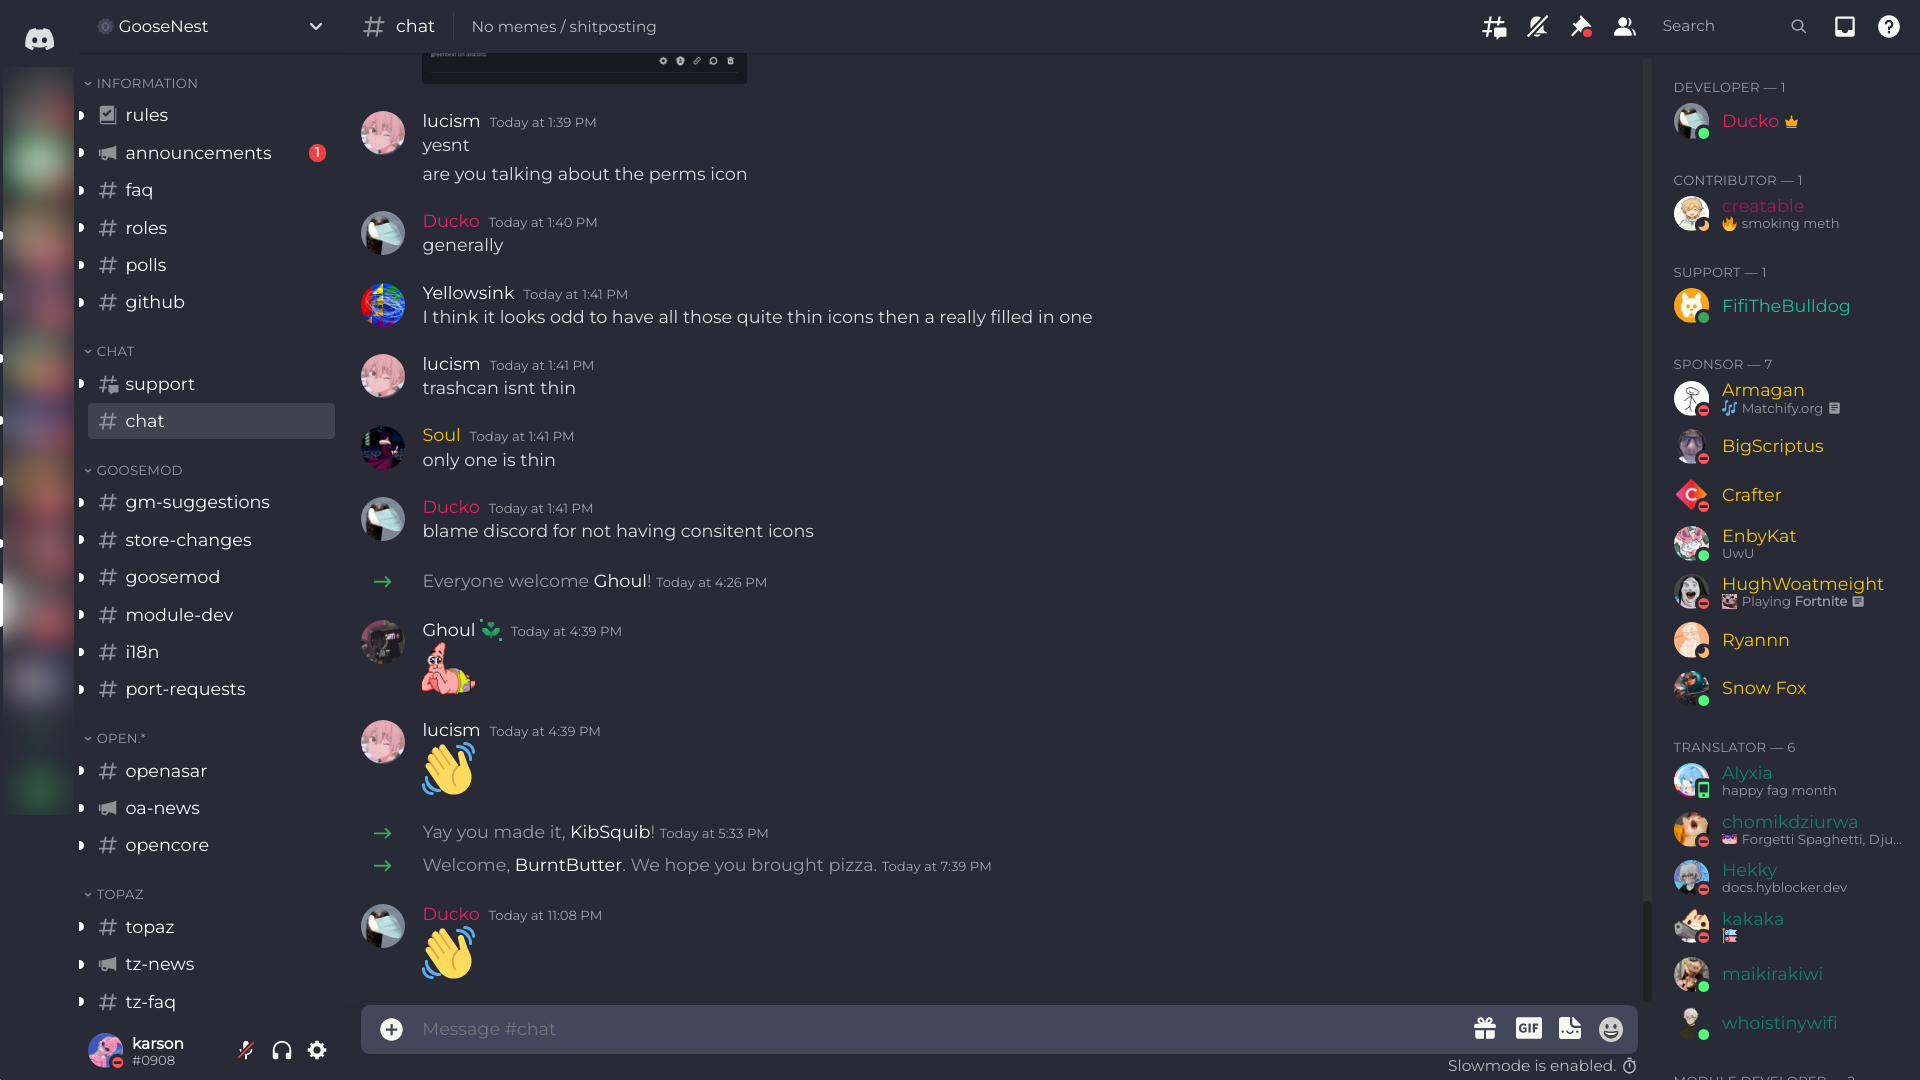 GooseNest
INFORMATION
rules
announcements
1
faq
roles
polls
github
CHAT
support
chat
GOOSEMOD
gm-suggestions
store-changes
goosemod
module-dev
i18n
port-requests
OPEN.*
openasar
oa-news
opencore
TOPAZ
topaz
tz-news
tz-faq
karson
#0908
chat
No memes / shitposting
Search
lucism Today at 1:39 PM
yesnt
are you talking about the perms icon
Ducko Today at 1:40 PM
generally
Yellowsink Today at 1:41 PM
I think it looks odd to have all those quite thin icons then a really filled in one
lucism Today at 1:41 PM
trashcan isnt thin
Soul Today at 1:41 PM
only one is thin
Ducko Today at 1:41 PM
blame discord for not having consitent icons
Everyone welcome Ghoul! Today at 4:26 PM
Ghoul Today at 4:39 PM
lucism Today at 4:39 PM
Yay you made it, KibSquib! Today at 5:33 PM
Welcome, BurntButter. We hope you brought pizza. Today at 7:39 PM
Ducko Today at 11:08 PM
Message #chat
GIF
Slowmode is enabled.
DEVELOPER — 1
Ducko
CONTRIBUTOR — 1
creatable
smoking meth
SUPPORT — 1
FifiTheBulldog
SPONSOR — 7
Armagan
Matchify.org
BigScriptus
Crafter
EnbyKat
UwU
HughWoatmeight
Playing Fortnite
Ryannn
Snow Fox
TRANSLATOR — 6
Alyxia
happy fag month
chomikdziurwa
Forgetti Spaghetti, Dju...
Hekky
docs.hyblocker.dev
kakaka
maikirakiwi
whoistinywifi